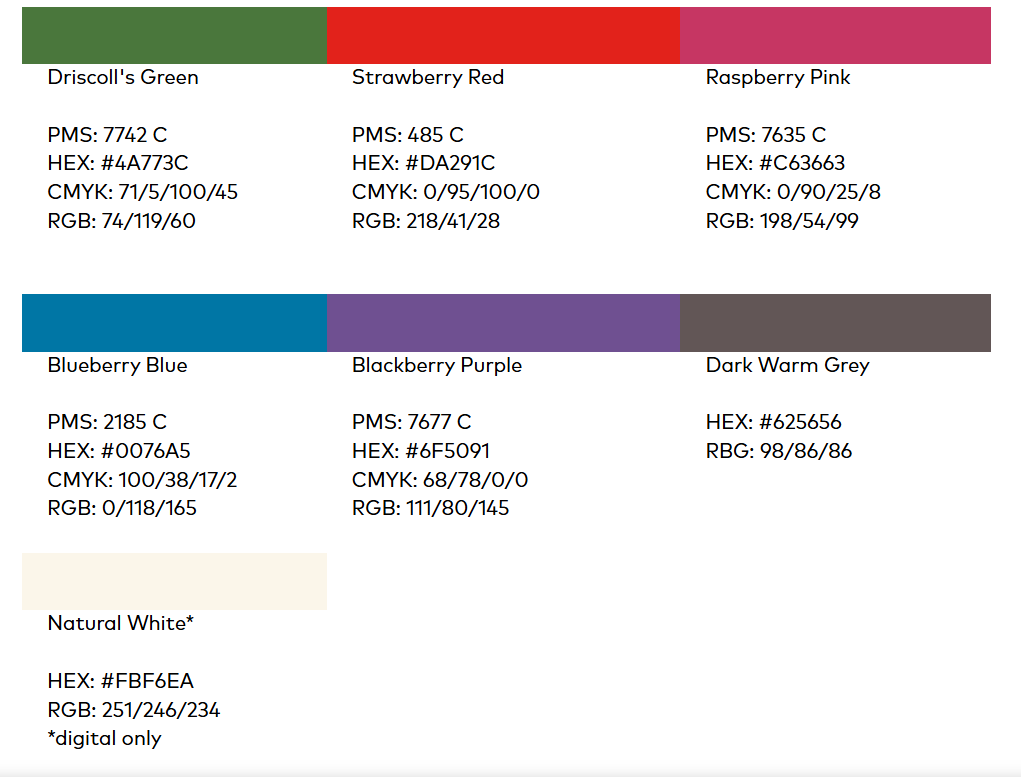 Driscoll's Green
PMS: 7742 C
HEX: #4A773C
CMYK: 71/5/100/45
RGB: 74/119/60
Strawberry Red
PMS: 485 C
HEX: #DA291C
CMYK: 0/95/100/0
RGB: 218/41/28
Raspberry Pink
PMS: 7635 C
HEX: #C63663
CMYK: 0/90/25/8
RGB: 198/54/99
Blueberry Blue
PMS: 2185 C
HEX: #0076A5
CMYK: 100/38/17/2
RGB: 0/118/165
Blackberry Purple
PMS: 7677 C
HEX: #6F5091
CMYK: 68/78/0/0
RGB: 111/80/145
Dark Warm Grey
HEX: #625656
RBG: 98/86/86
Natural White*
HEX: #FBF6EA
RGB: 251/246/234
*digital only